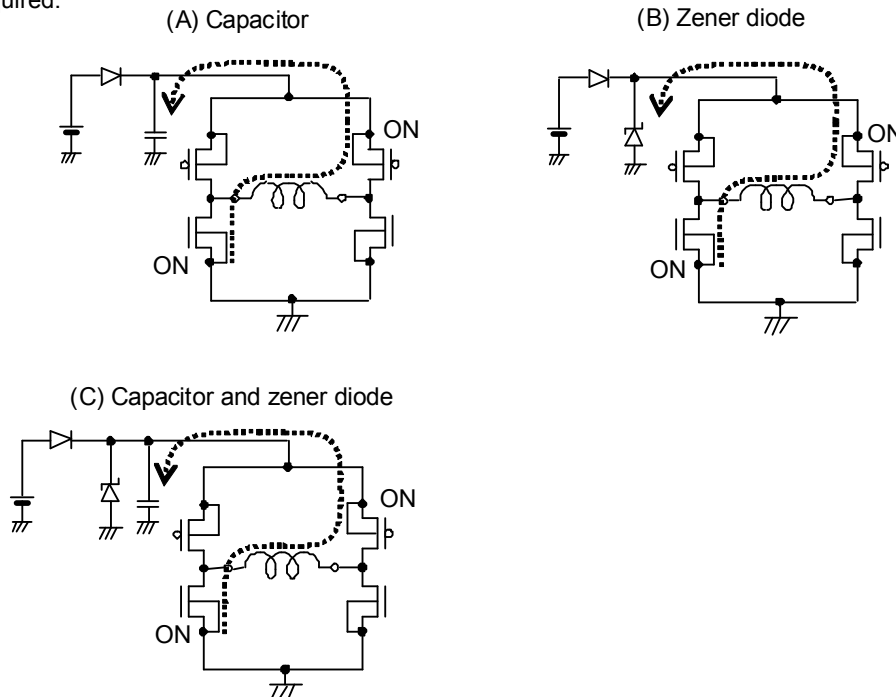 uired:
(A) Capacitor
(B) Zener diode
ON
ON
ON
ON
(C) Capacitor and zener diode
ON
ON